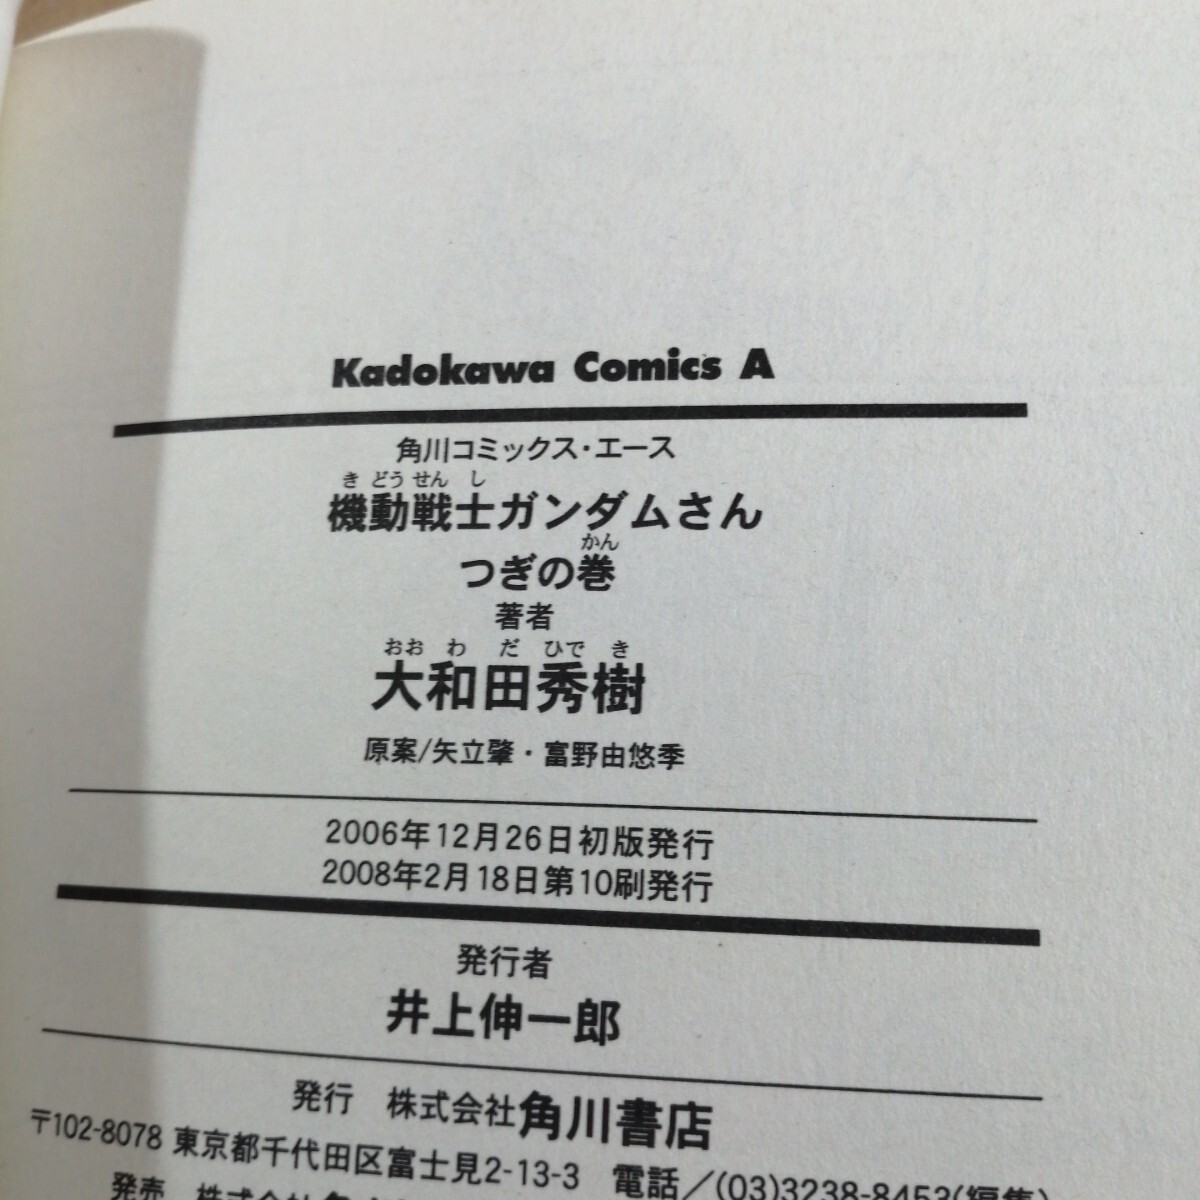 Kadokawa Comics A
角川コミックス・エース
きどうせんし
機動戦士ガンダムさん
かん
つぎの巻
著者
おおわだひでき
大和田秀樹
原案/矢立肇・富野由悠季
2006年12月26日初版発行
2008年2月18日第10刷発行
発行者
井上伸一郎
発行 株式会社角川書店
〒102-8078 東京都千代田区富士見2-13-3 電話／(03)3238-8453(編集)
発売 株式会社